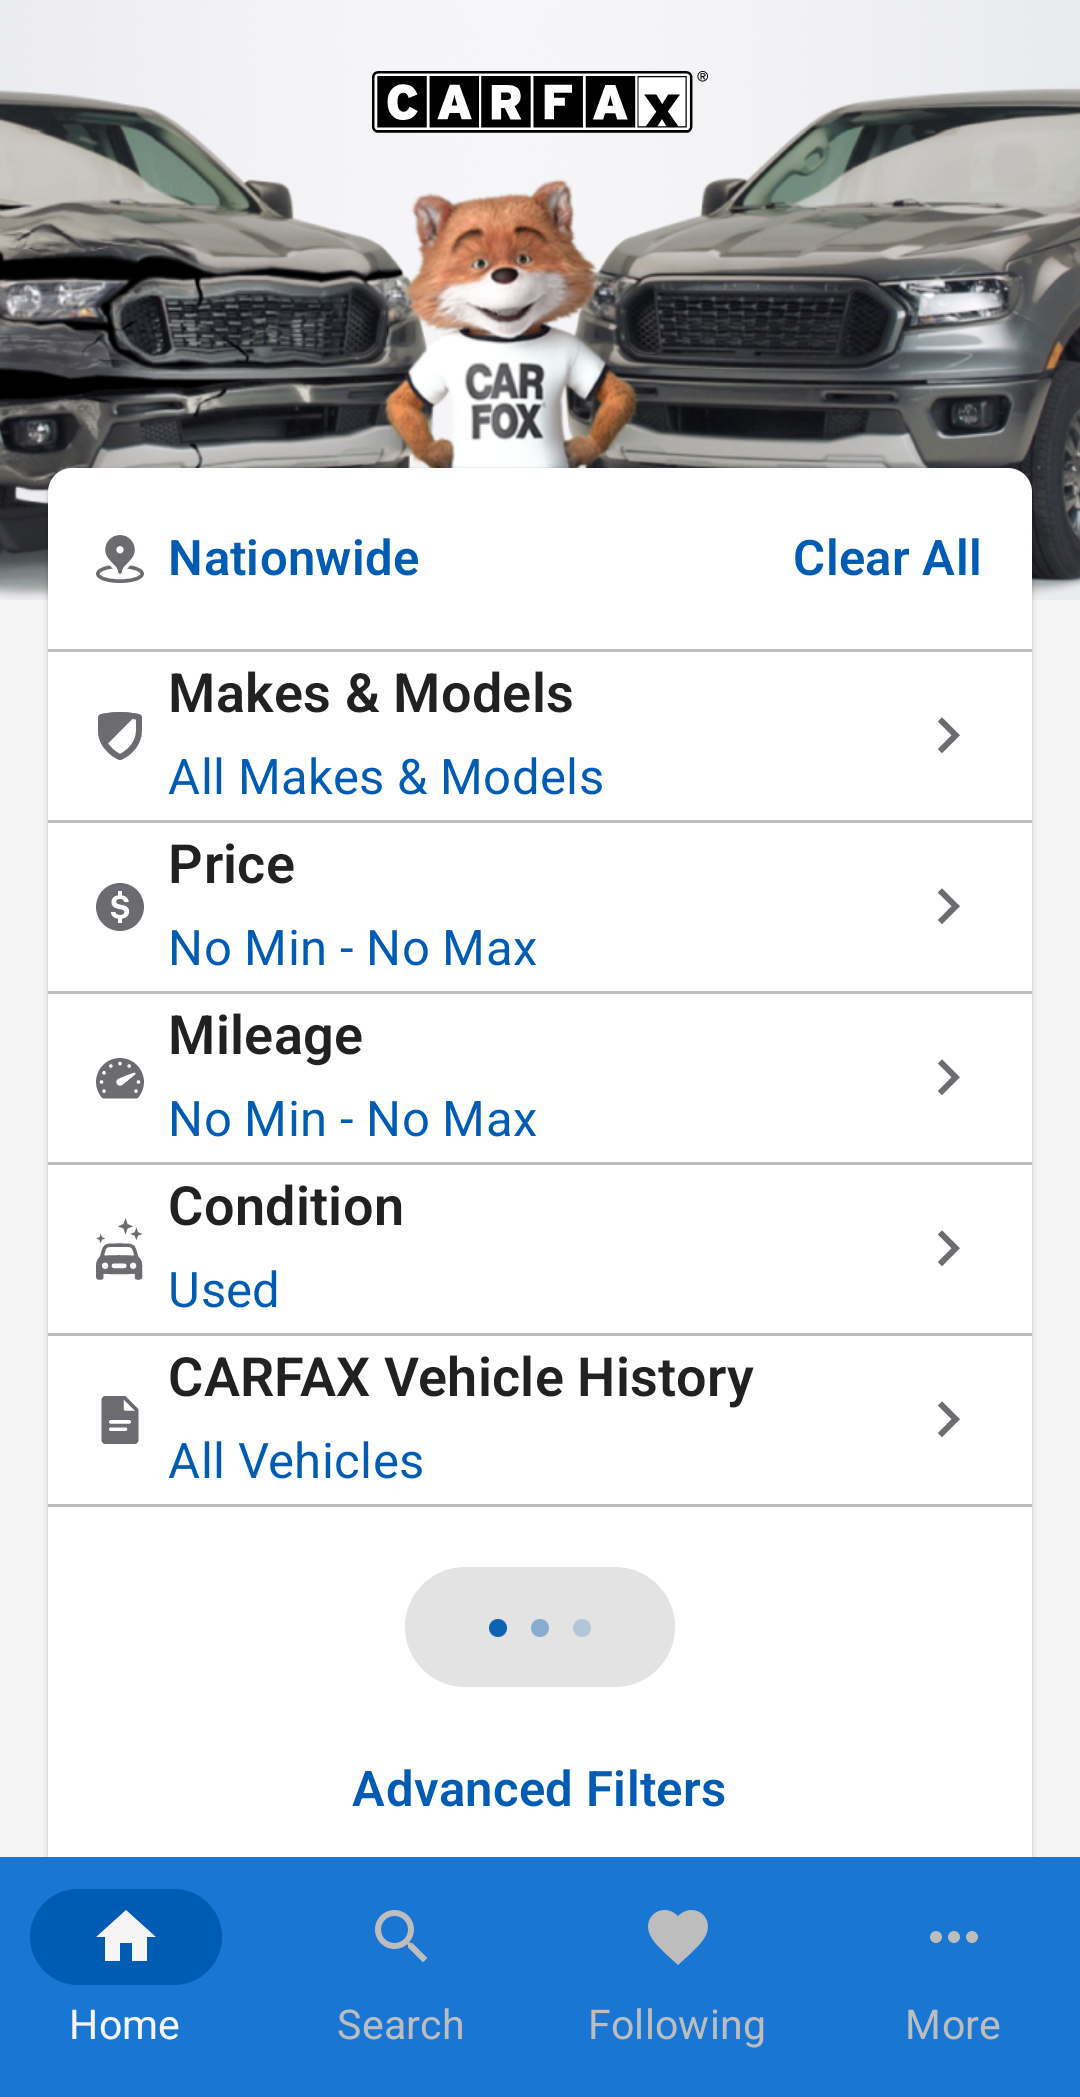 CARFAX®
CAR
FOX
Nationwide
Clear All
Makes & Models
All Makes & Models
Price
No Min - No Max
Mileage
No Min - No Max
Condition
Used
CARFAX Vehicle History
All Vehicles
Advanced Filters
Home
Search
Following
More